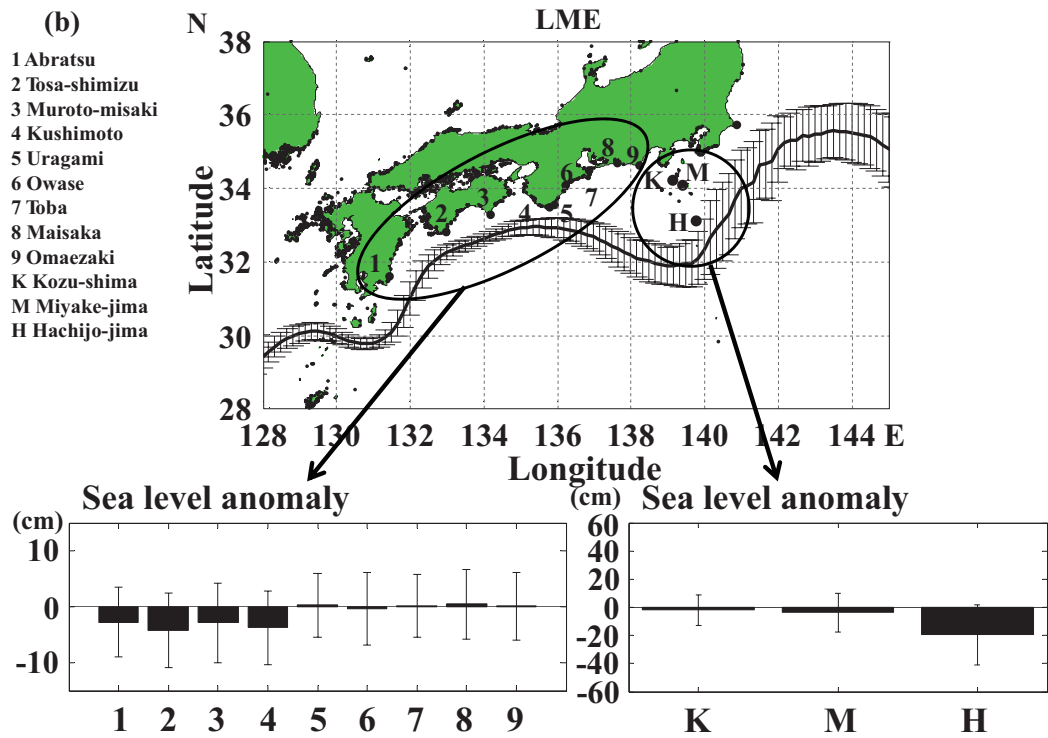 (b)
N
LME
1 Abratsu
2 Tosa-shimizu
3 Muroto-misaki
4 Kushimoto
5 Uragami
6 Owase
7 Toba
8 Maisaka
9 Omaezaki
K Kozu-shima
M Miyake-jima
H Hachijo-jima
Latitude
38
36
34
32
30
28
8
9
6
K
M
3
7
2
4
5
H
1
128 130 132 134 136 138 140 142 144 E
Longitude
Sea level anomaly
(cm)
10
0
-10
1 2 3 4 5 6 7 8 9
(cm) Sea level anomaly
60
40
20
0
-20
-40
-60
K M H